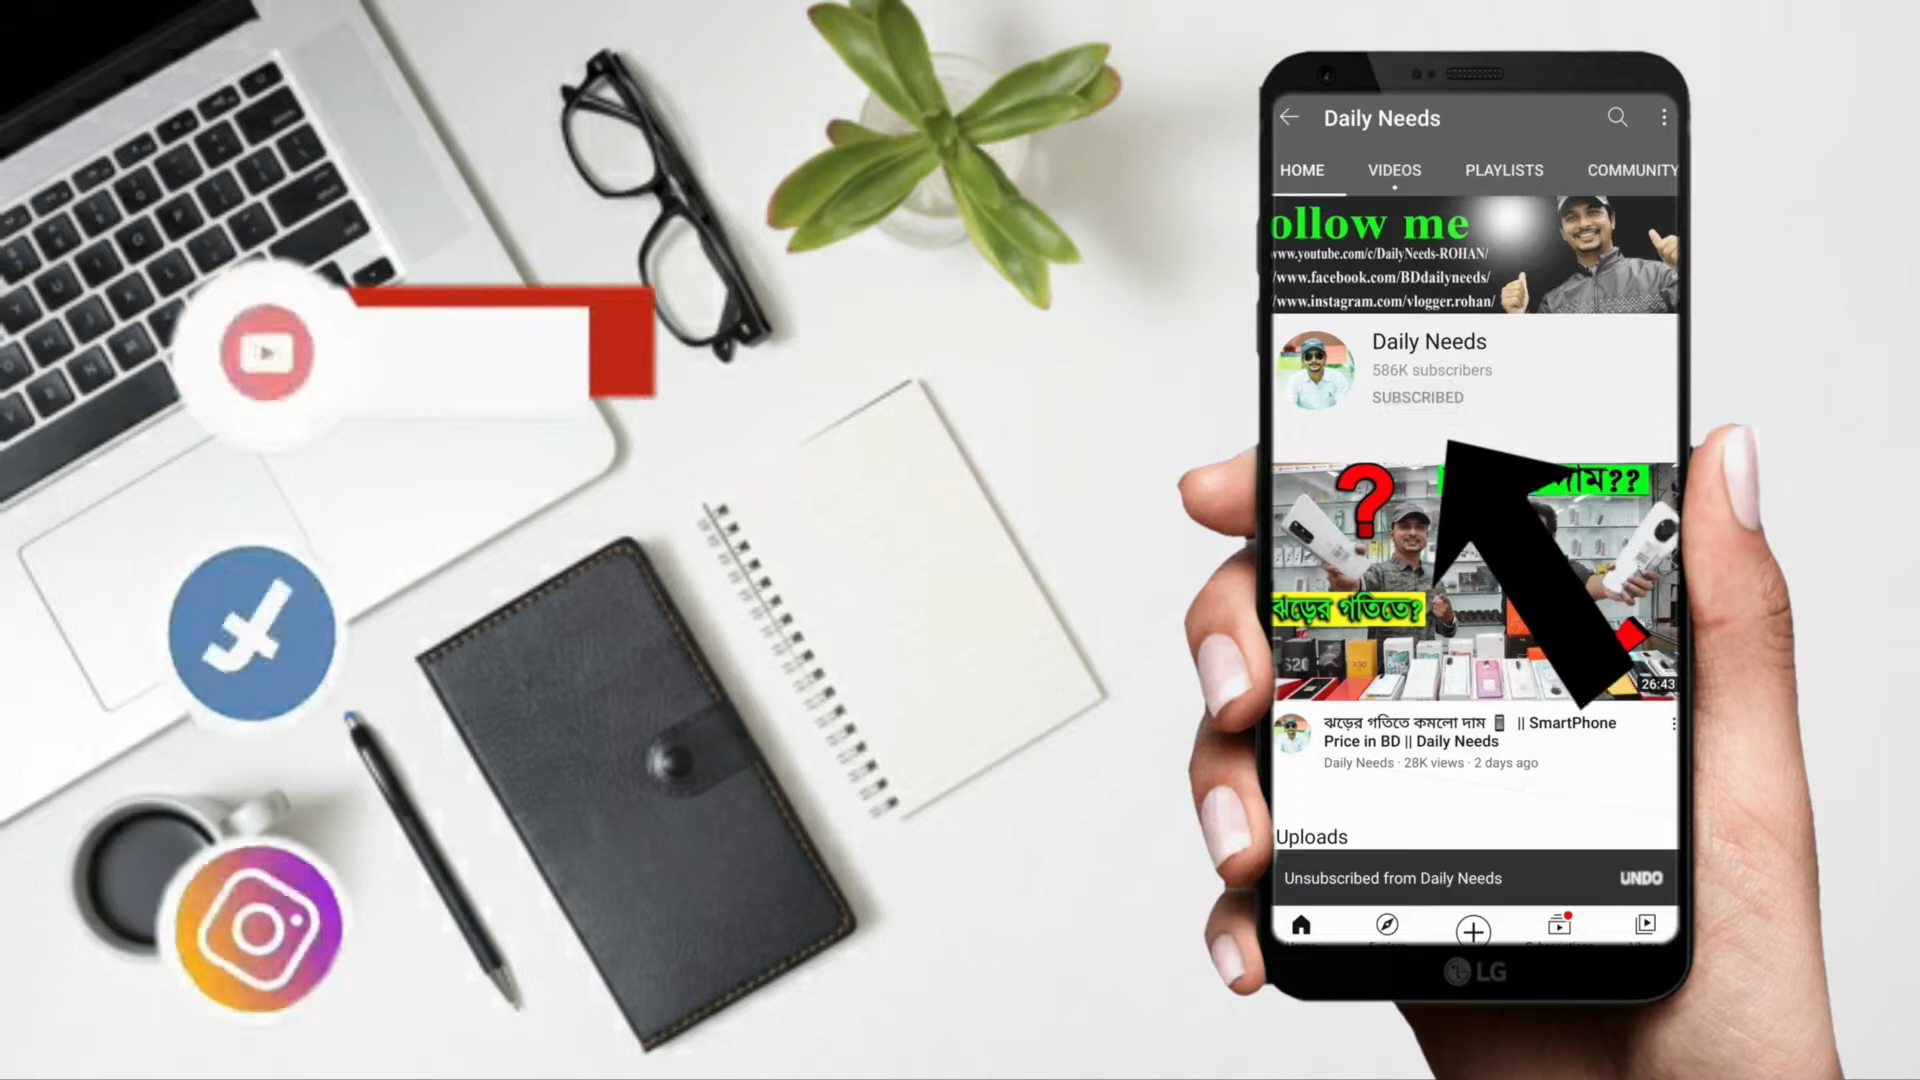 Daily Needs
HOME VIDEOS PLAYLISTS COMMUNITY
ollow me
www.youtube.com/c/DailyNeeds-ROHAN/
/www.facebook.com/BDdailyneeds/
/www.instagram.com/vlogger.rohan/
Daily Needs
586K subscribers
SUBSCRIBED
?
দাম??
ঝড়ের গতিতে?
S20
26:43
ঝড়ের গতিতে কমলো দাম || SmartPhone
Price in BD || Daily Needs
Daily Needs · 28K views · 2 days ago
Uploads
Unsubscribed from Daily Needs UNDO
LG